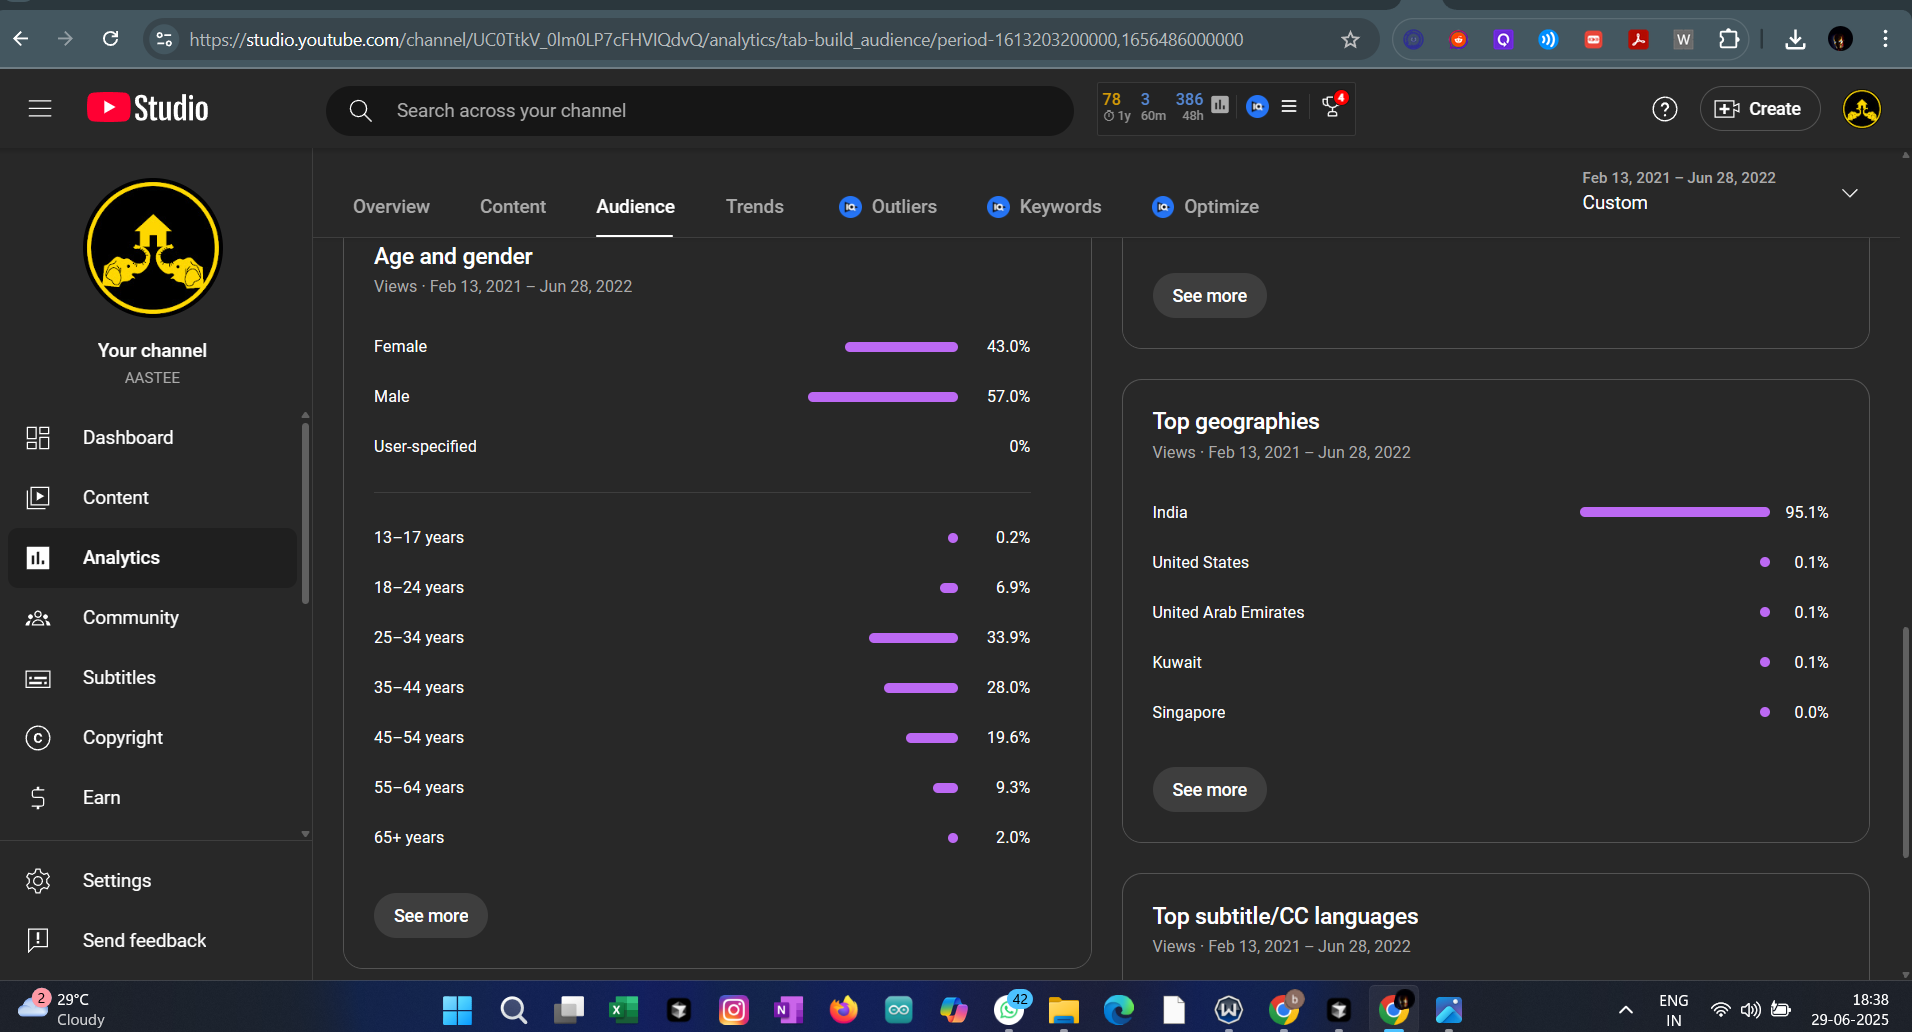 https://studio.youtube.com/channel/UC0TtkV_0lm0LP7cFHVIQdvQ/analytics/tab-build_audience/period-1613203200000,1656486000000
W
Studio
Search across your channel
78 3 386
1y 60m 48h
IQ
4
?
Create
Your channel
AASTEE
Dashboard
Content
Analytics
Community
Subtitles
Copyright
Earn
Settings
Send feedback
Overview
Content
Audience
Trends
IQ Outliers
IQ Keywords
IQ Optimize
Feb 13, 2021 – Jun 28, 2022
Custom
Age and gender
Views · Feb 13, 2021 – Jun 28, 2022
Female 43.0%
Male 57.0%
User-specified 0%
13–17 years 0.2%
18–24 years 6.9%
25–34 years 33.9%
35–44 years 28.0%
45–54 years 19.6%
55–64 years 9.3%
65+ years 2.0%
See more
See more
Top geographies
Views · Feb 13, 2021 – Jun 28, 2022
India 95.1%
United States 0.1%
United Arab Emirates 0.1%
Kuwait 0.1%
Singapore 0.0%
See more
Top subtitle/CC languages
Views · Feb 13, 2021 – Jun 28, 2022
2
29°C
Cloudy
42
b
ENG
IN
18:38
29-06-2025